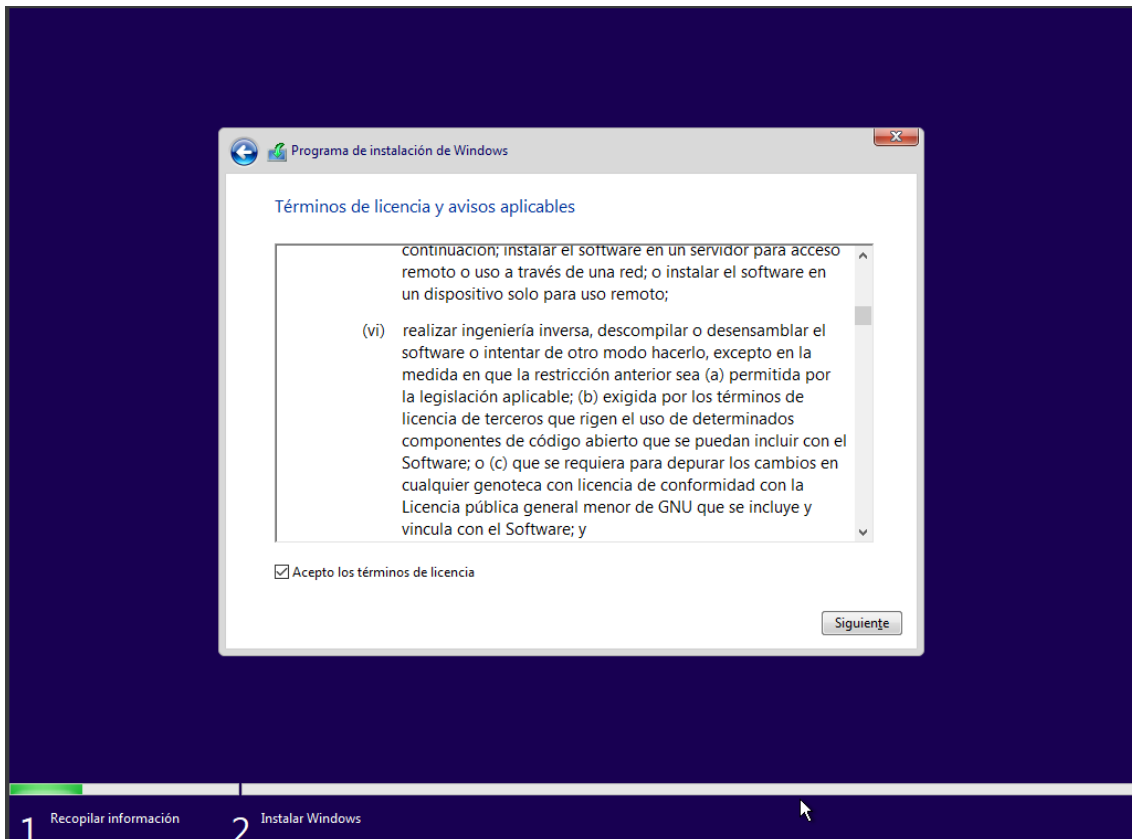 Programa de instalación de Windows
Términos de licencia y avisos aplicables
continuación; instalar el software en un servidor para acceso
remoto o uso a través de una red; o instalar el software en
un dispositivo solo para uso remoto;
(vi) realizar ingeniería inversa, descompilar o desensamblar el
software o intentar de otro modo hacerlo, excepto en la
medida en que la restricción anterior sea (a) permitida por
la legislación aplicable; (b) exigida por los términos de
licencia de terceros que rigen el uso de determinados
componentes de código abierto que se puedan incluir con el
Software; o (c) que se requiera para depurar los cambios en
cualquier genoteca con licencia de conformidad con la
Licencia pública general menor de GNU que se incluye y
vincula con el Software; y
Acepto los términos de licencia
Siguiente
1 Recopilar información
2 Instalar Windows